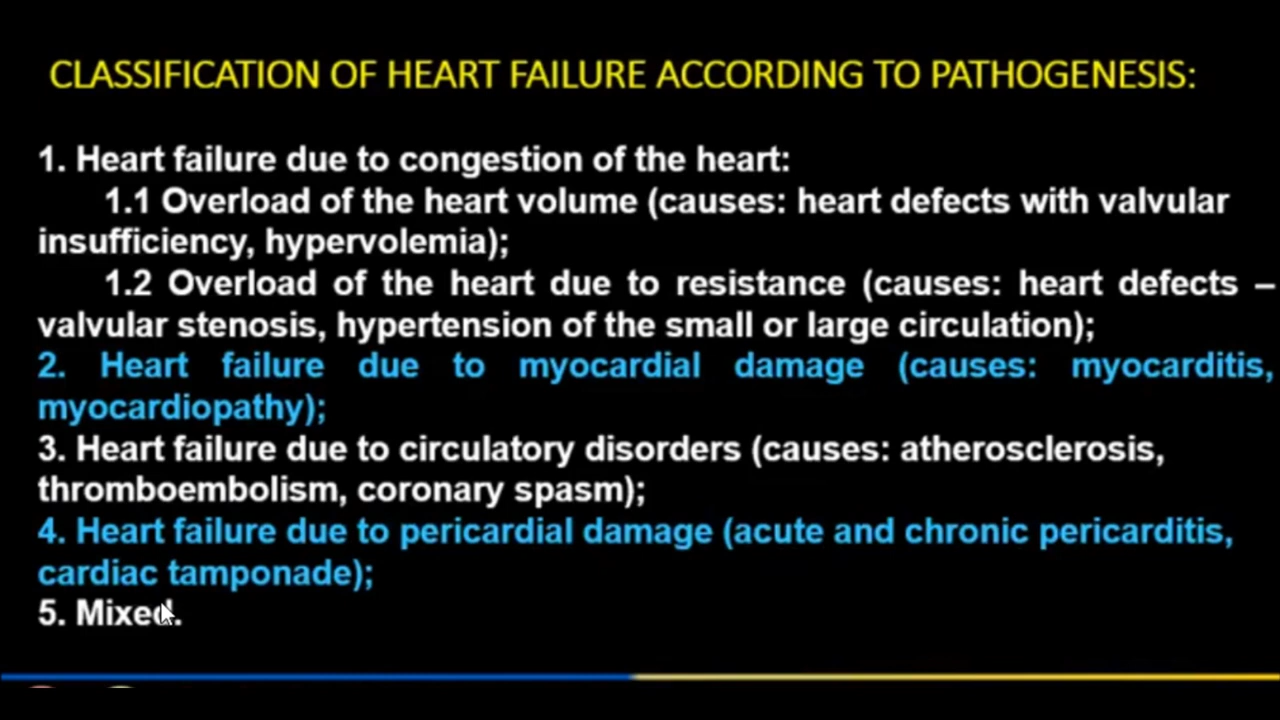 CLASSIFICATION OF HEART FAILURE ACCORDING TO PATHOGENESIS:
1. Heart failure due to congestion of the heart:
1.1 Overload of the heart volume (causes: heart defects with valvular
insufficiency, hypervolemia);
1.2 Overload of the heart due to resistance (causes: heart defects –
valvular stenosis, hypertension of the small or large circulation);
2. Heart failure due to myocardial damage (causes: myocarditis,
myocardiopathy);
3. Heart failure due to circulatory disorders (causes: atherosclerosis,
thromboembolism, coronary spasm);
4. Heart failure due to pericardial damage (acute and chronic pericarditis,
cardiac tamponade);
5. Mixed.